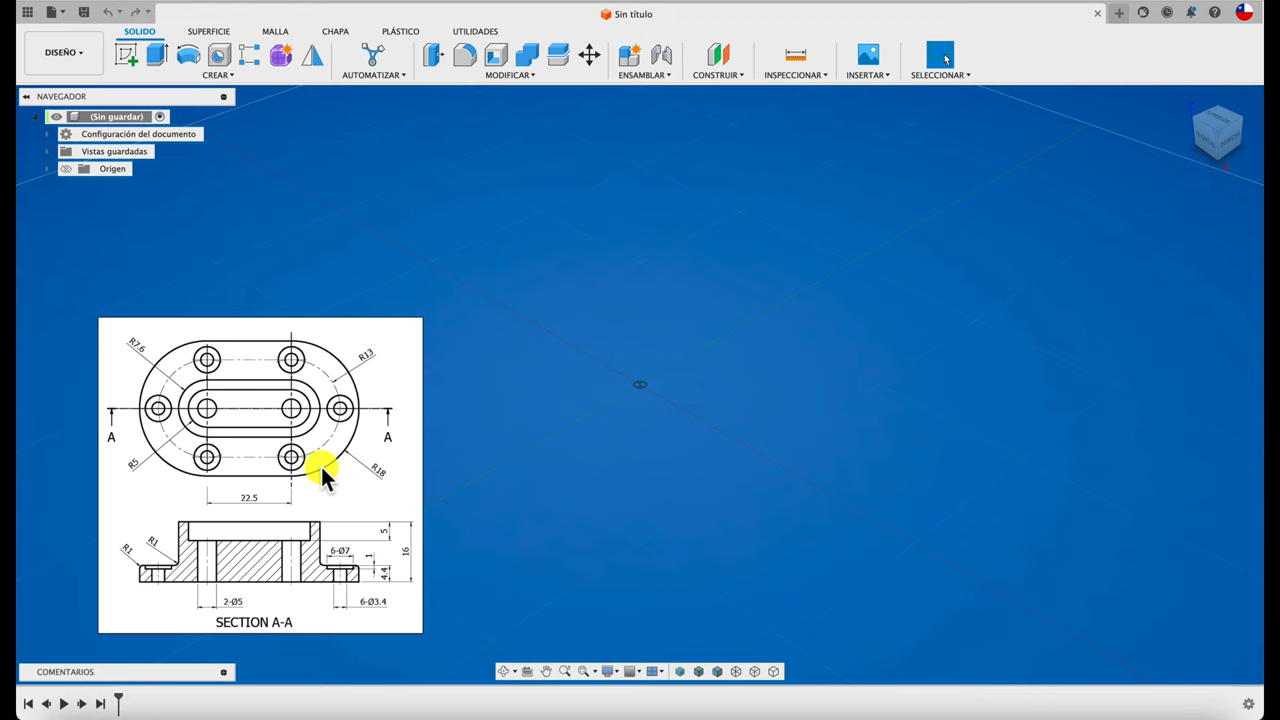 Sin título
DISEÑO
SOLIDO SUPERFICIE MALLA CHAPA PLÁSTICO UTILIDADES
CREAR AUTOMATIZAR MODIFICAR ENSAMBLAR CONSTRUIR INSPECCIONAR INSERTAR SELECCIONAR
NAVEGADOR
(Sin guardar)
Configuración del documento
Vistas guardadas
Origen
Z
R7.6
R13
A A
R5
R18
22.5
5
16
R1 R1
6-Ø7
1
4.4
2-Ø5
6-Ø3.4
SECTION A-A
COMENTARIOS